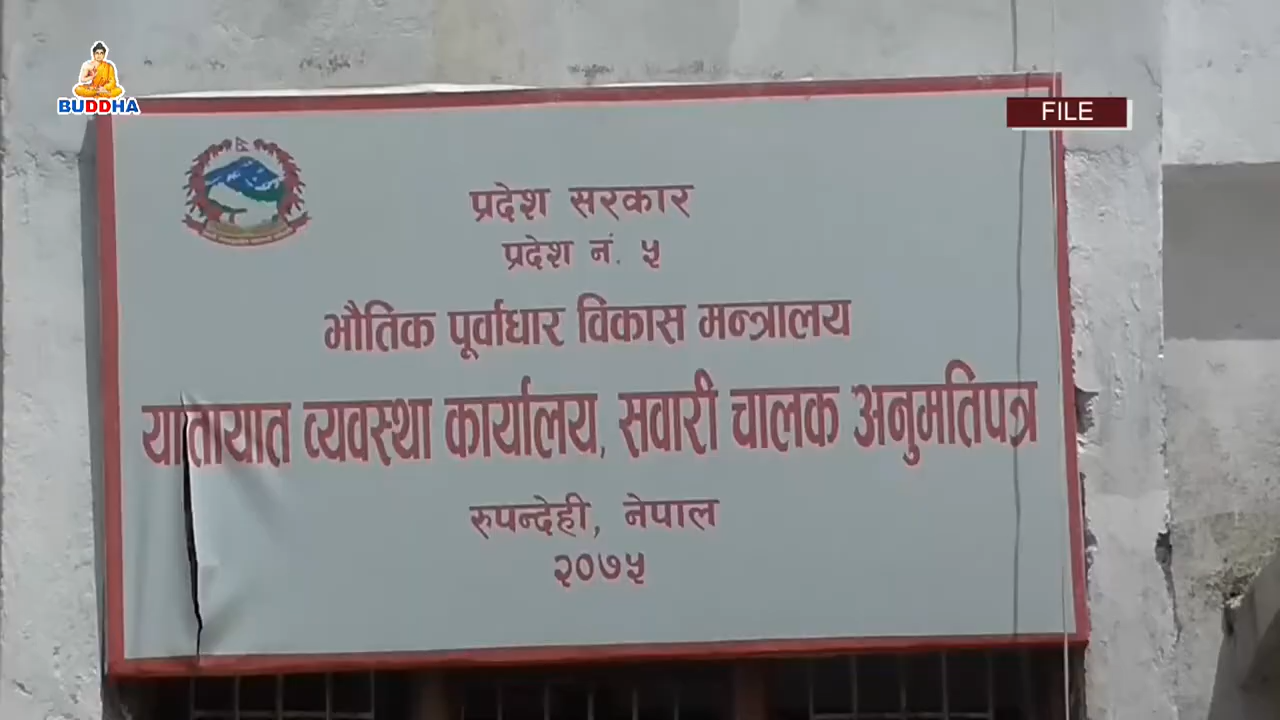 BUDDHA
FILE
प्रदेश सरकार
प्रदेश नं. ५
भौतिक पूर्वाधार विकास मन्त्रालय
यातायात व्यवस्था कार्यालय, सवारी चालक अनुमतिपत्र
रुपन्देही, नेपाल
२०७५